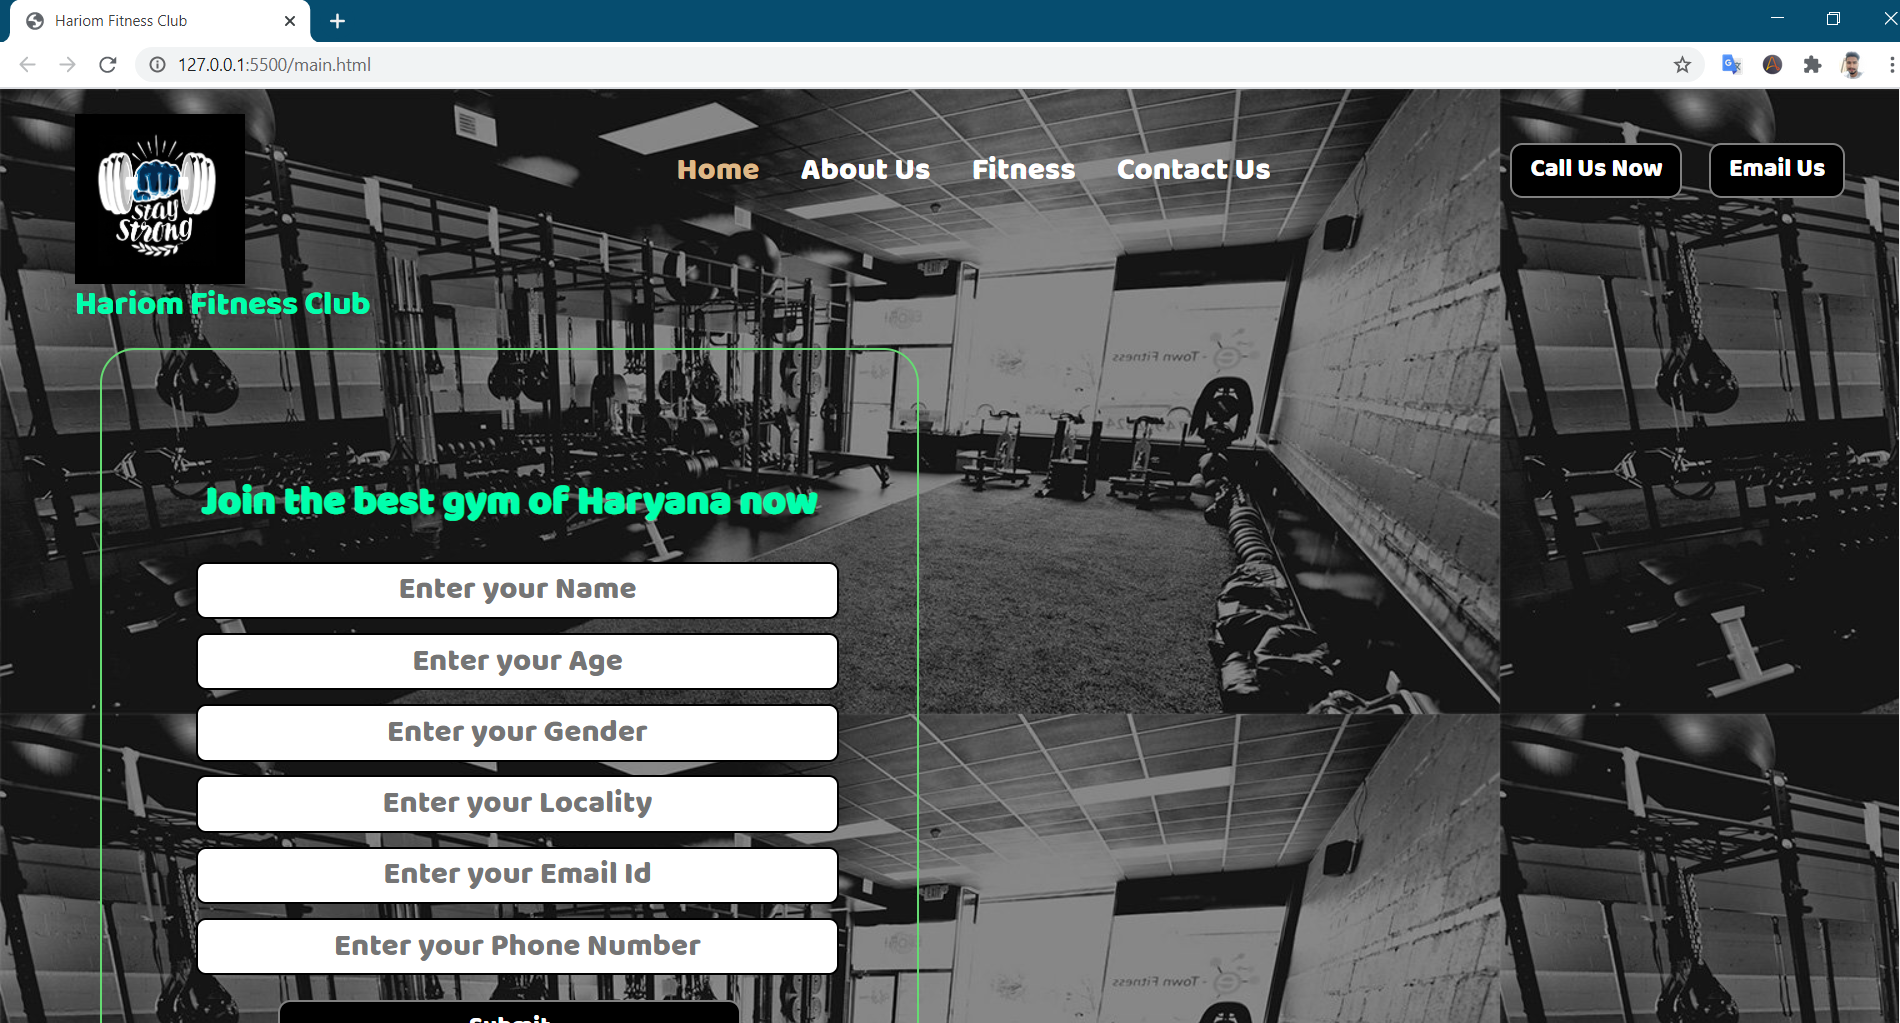 Hariom Fitness Club
127.0.0.1:5500/main.html
Stay
Strong
Home
About Us
Fitness
Contact Us
Call Us Now
Email Us
Hariom Fitness Club
Join the best gym of Haryana now
Enter your Name
Enter your Age
Enter your Gender
Enter your Locality
Enter your Email Id
Enter your Phone Number
Submit